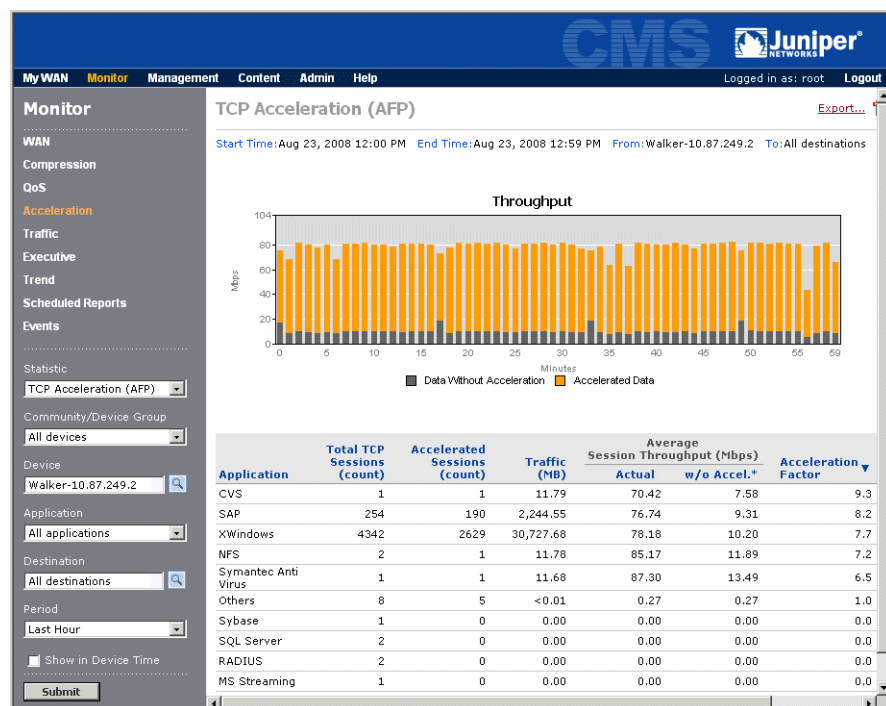 CMS
Juniper®
NETWORKS
My WAN Monitor Management Content Admin Help Logged in as: root Logout
Monitor
WAN
Compression
QoS
Acceleration
Traffic
Executive
Trend
Scheduled Reports
Events
Statistic
TCP Acceleration (AFP)
Community/Device Group
All devices
Device
Walker-10.87.249.2
Application
All applications
Destination
All destinations
Period
Last Hour
Show in Device Time
Submit
TCP Acceleration (AFP) Export...
Start Time:Aug 23, 2008 12:00 PM End Time:Aug 23, 2008 12:59 PM From:Walker-10.87.249.2 To:All destinations
Throughput
104
80
60
40
20
0
Mbps
0 5 10 15 20 25 30 35 40 45 50 55 59
Minutes
Data Without Acceleration Accelerated Data
Application Total TCP Sessions (count) Accelerated Sessions (count) Traffic (MB) Average Session Throughput (Mbps) Actual w/o Accel.* Acceleration Factor
CVS 1 1 11.79 70.42 7.58 9.3
SAP 254 190 2,244.55 76.74 9.31 8.2
XWindows 4342 2629 30,727.68 78.18 10.20 7.7
NFS 2 1 11.78 85.17 11.89 7.2
Symantec Anti Virus 1 1 11.68 87.30 13.49 6.5
Others 8 5 <0.01 0.27 0.27 1.0
Sybase 1 0 0.00 0.00 0.00 0.0
SQL Server 2 0 0.00 0.00 0.00 0.0
RADIUS 2 0 0.00 0.00 0.00 0.0
MS Streaming 1 0 0.00 0.00 0.00 0.0